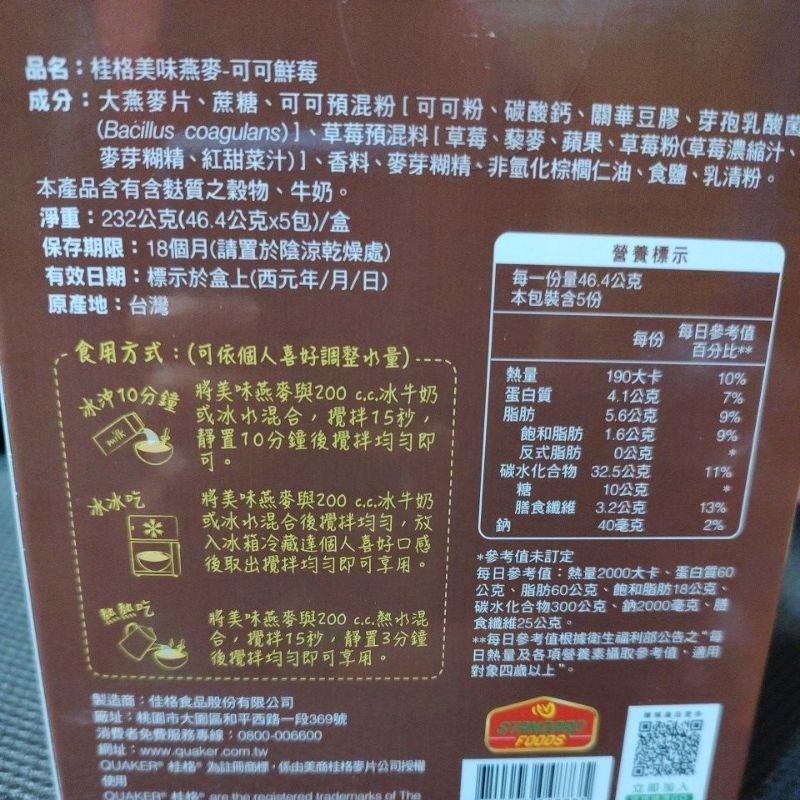 品名：桂格美味燕麥-可可鮮莓
成分：大燕麥片、蔗糖、可可預混粉[可可粉、碳酸鈣、關華豆膠、芽孢乳酸菌
(Bacillus coagulans)]、草莓預混料[草莓、藜麥、蘋果、草莓粉(草莓濃縮汁、
麥芽糊精、紅甜菜汁)]、香料、麥芽糊精、非氫化棕櫚仁油、食鹽、乳清粉。
本產品含有含麩質之穀物、牛奶。
淨重：232公克(46.4公克x5包)/盒
保存期限：18個月(請置於陰涼乾燥處)
有效日期：標示於盒上(西元年/月/日)
原產地：台灣
食用方式：(可依個人喜好調整水量)
冰沖10分鐘
milk
將美味燕麥與200 c.c.冰牛奶
或冰水混合，攪拌15秒，
靜置10分鐘後攪拌均勻即
可。
冰冰吃
將美味燕麥與200 c.c.冰牛奶
或冰水混合後攪拌均勻，放
入冰箱冷藏達個人喜好口感
後取出攪拌均勻即可享用。
熱熱吃
將美味燕麥與200 c.c.熱水混
合，攪拌15秒，靜置3分鐘
後攪拌均勻即可享用。
營養標示
每一份量46.4公克
本包裝含5份
每份 每日參考值
百分比**
熱量 190大卡 10%
蛋白質 4.1公克 7%
脂肪 5.6公克 9%
飽和脂肪 1.6公克 9%
反式脂肪 0公克 *
碳水化合物 32.5公克 11%
糖 10公克 *
膳食纖維 3.2公克 13%
鈉 40毫克 2%
*參考值未訂定
每日參考值：熱量2000大卡、蛋白質60
公克、脂肪60公克、飽和脂肪18公克、
碳水化合物300公克、鈉2000毫克、膳
食纖維25公克。
**每日參考值根據衛生福利部公告之"每
日熱量及各項營養素攝取參考值，適用
對象四歲以上"。
製造商：佳格食品股份有限公司
廠址：桃園市大園區和平西路一段369號
消費者免費服務專線：0800-006600
網址：www.quaker.com.tw
QUAKER® 桂格® 為註冊商標，係由美商桂格麥片公司授權
使用
QUAKER® 桂格® are the registered trademarks of The
STANDARD
FOODS
立即加入